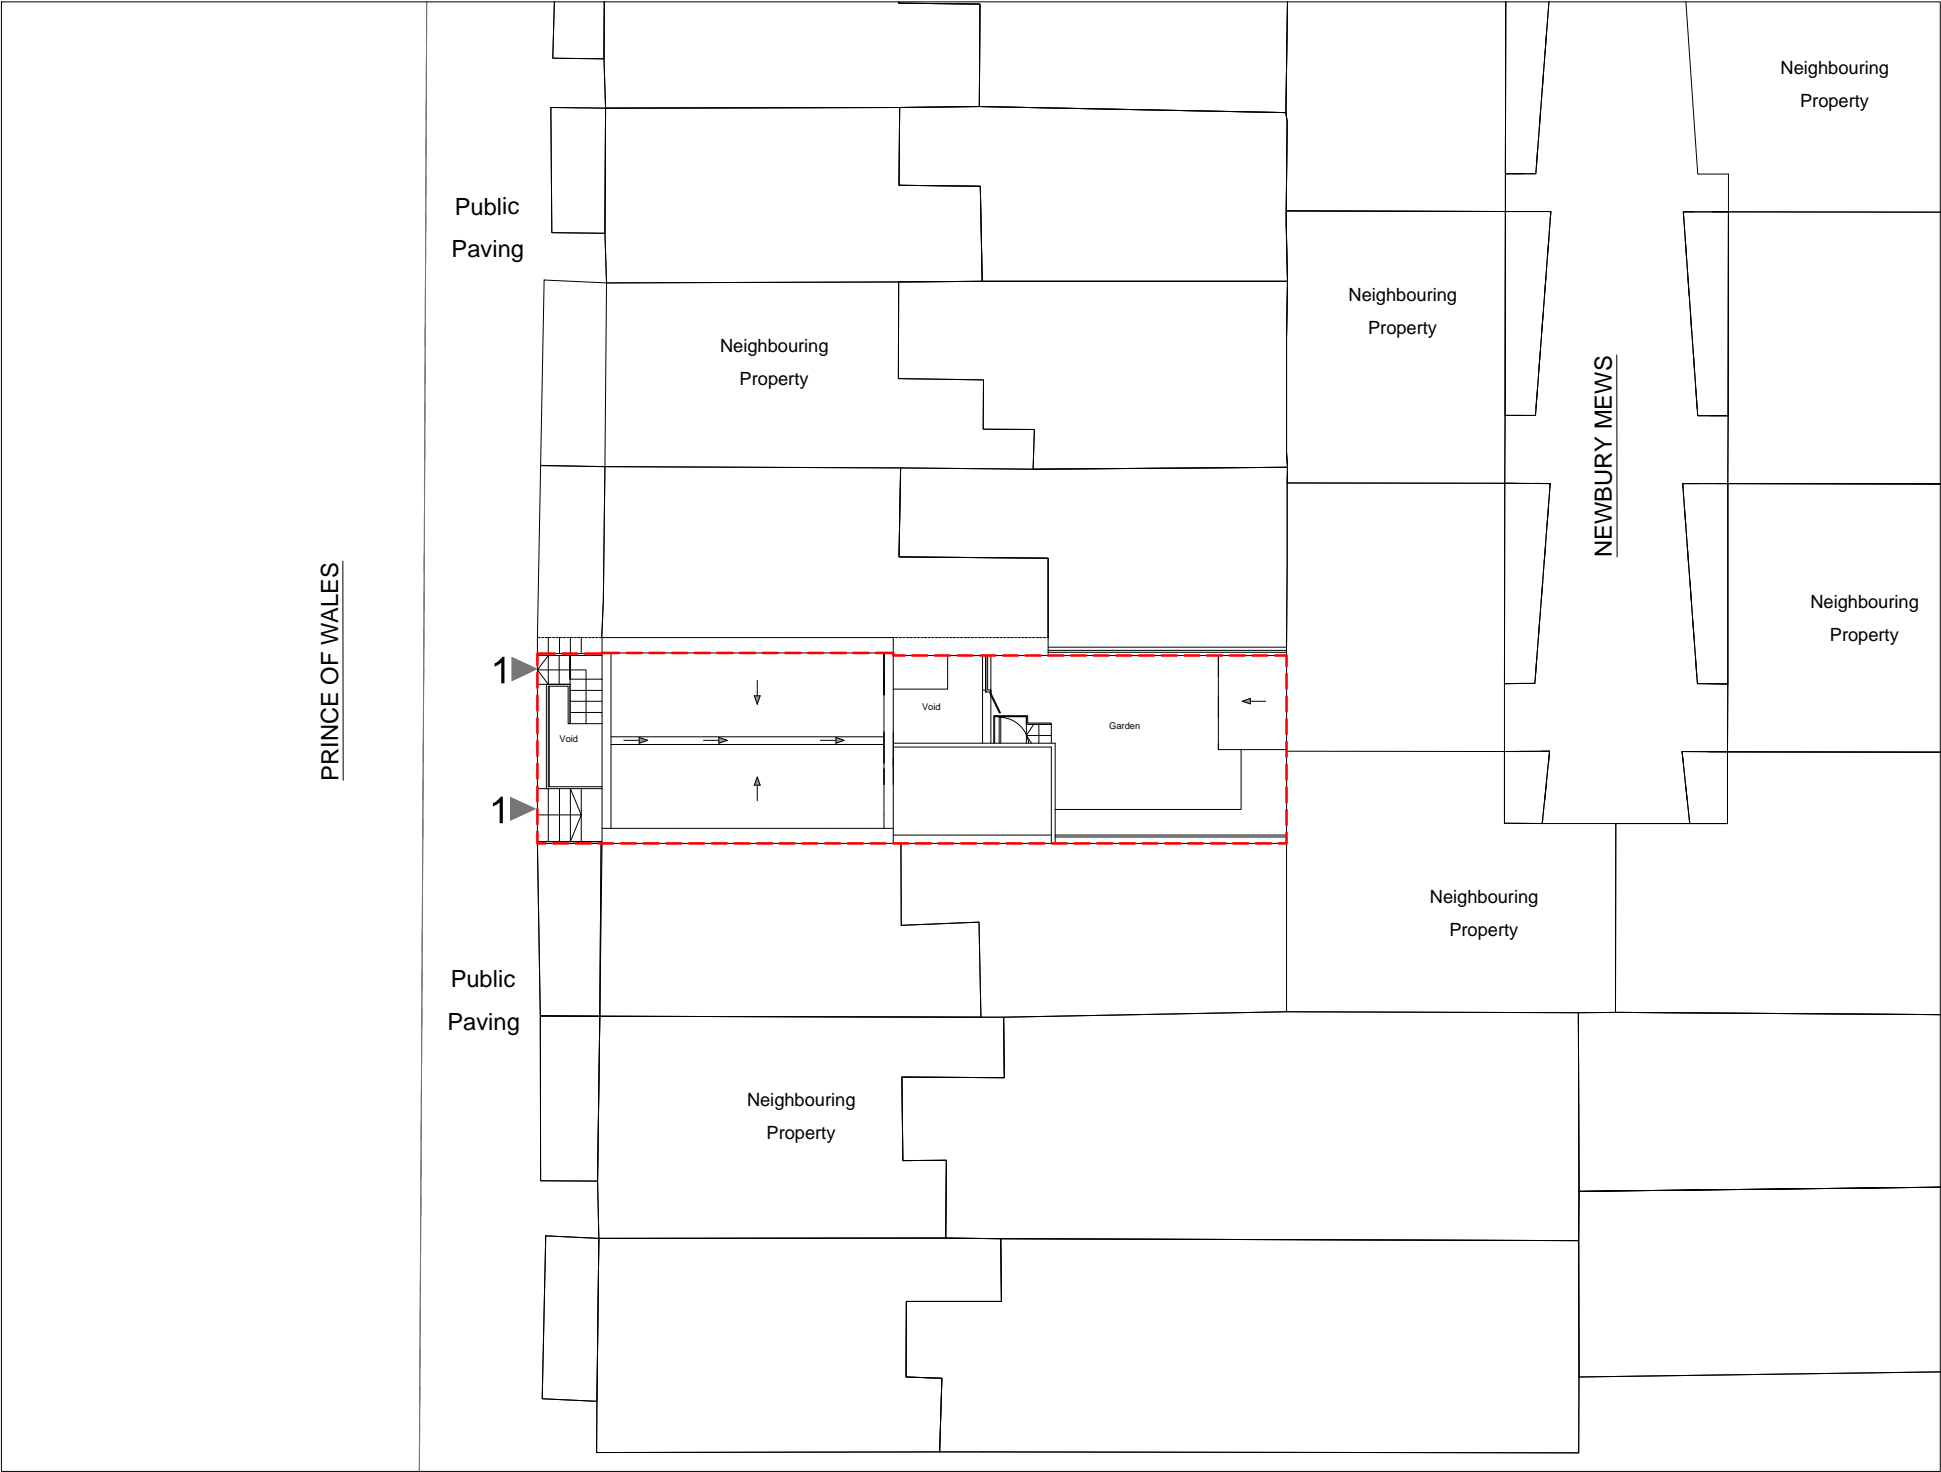 Neighbouring
Property
Public
Paving
Neighbouring
Property
Neighbouring
Property
NEWBURY MEWS
PRINCE OF WALES
Neighbouring
Property
1
Void
Void
Garden
1
Neighbouring
Property
Public
Paving
Neighbouring
Property